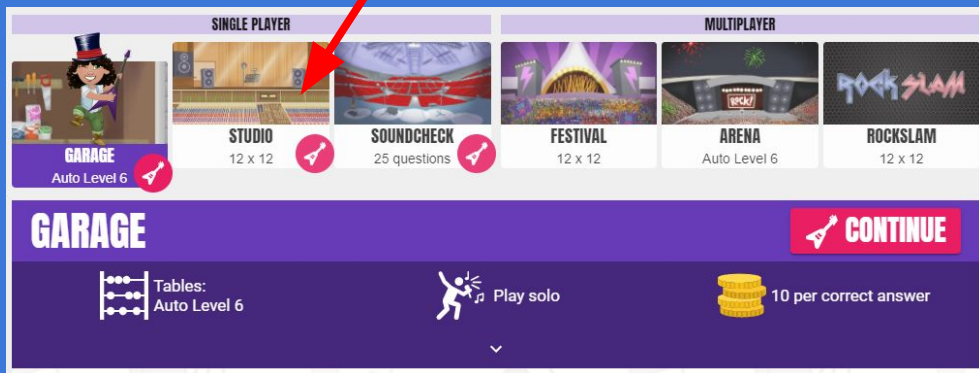 SINGLE PLAYER
MULTIPLAYER
GARAGE
Auto Level 6
STUDIO
12 x 12
SOUNDCHECK
25 questions
FESTIVAL
12 x 12
ROCK!
ARENA
Auto Level 6
ROCK SLAM
ROCKSLAM
12 x 12
GARAGE
CONTINUE
Tables:
Auto Level 6
Play solo
10 per correct answer